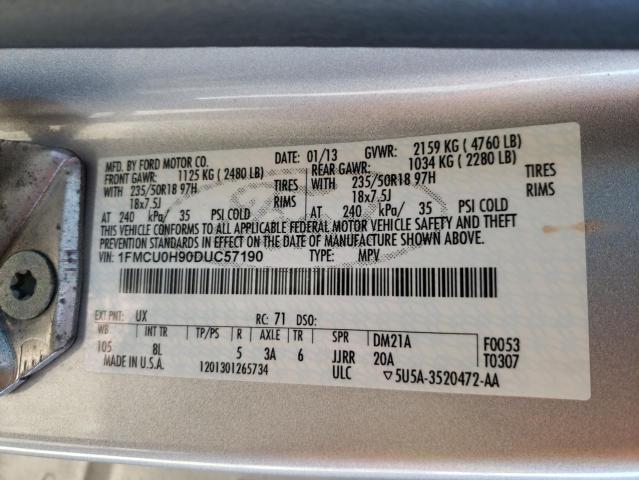 MFD. BY FORD MOTOR CO.
DATE: 01/13 GVWR: 2159 KG ( 4760 LB)
FRONT GAWR: 1125 KG ( 2480 LB) REAR GAWR: 1034 KG ( 2280 LB)
WITH 235/50R18 97H TIRES WITH 235/50R18 97H TIRES
18x7.5J RIMS 18x7.5J RIMS
AT 240 kPa/ 35 PSI COLD AT 240 kPa/ 35 PSI COLD
THIS VEHICLE CONFORMS TO ALL APPLICABLE FEDERAL MOTOR VEHICLE SAFETY AND THEFT
PREVENTION STANDARDS IN EFFECT ON THE DATE OF MANUFACTURE SHOWN ABOVE.
VIN: 1FMCU0H90DUC57190 TYPE: MPV
EXT PNT: UX RC: 71 DSO:
WB INT TR TP/PS R AXLE TR SPR DM21A F0053
105 8L 5 3A 6 JJRR 20A T0307
MADE IN U.S.A. 1201301265734 ULC ▽5U5A-3520472-AA